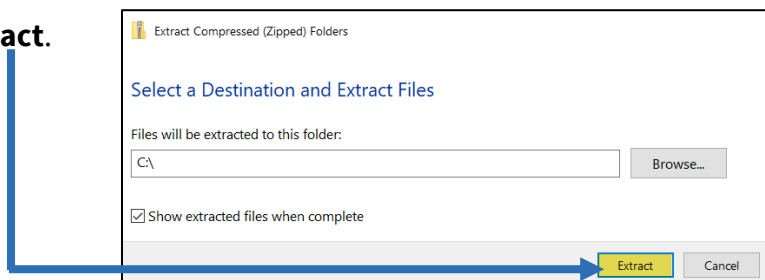 act.
Extract Compressed (Zipped) Folders
Select a Destination and Extract Files
Files will be extracted to this folder:
C:\
Browse...
Show extracted files when complete
Extract Cancel